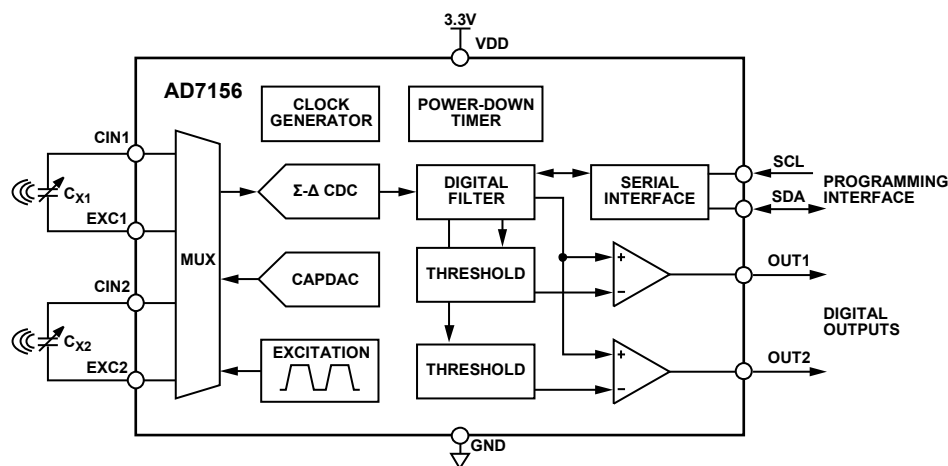 3.3V
VDD
AD7156
CLOCK
GENERATOR
POWER-DOWN
TIMER
CIN1
CX1
EXC1
CIN2
CX2
EXC2
MUX
Σ-Δ CDC
CAPDAC
EXCITATION
DIGITAL
FILTER
THRESHOLD
THRESHOLD
SERIAL
INTERFACE
+
–
+
–
SCL
SDA
PROGRAMMING
INTERFACE
OUT1
DIGITAL
OUTPUTS
OUT2
GND